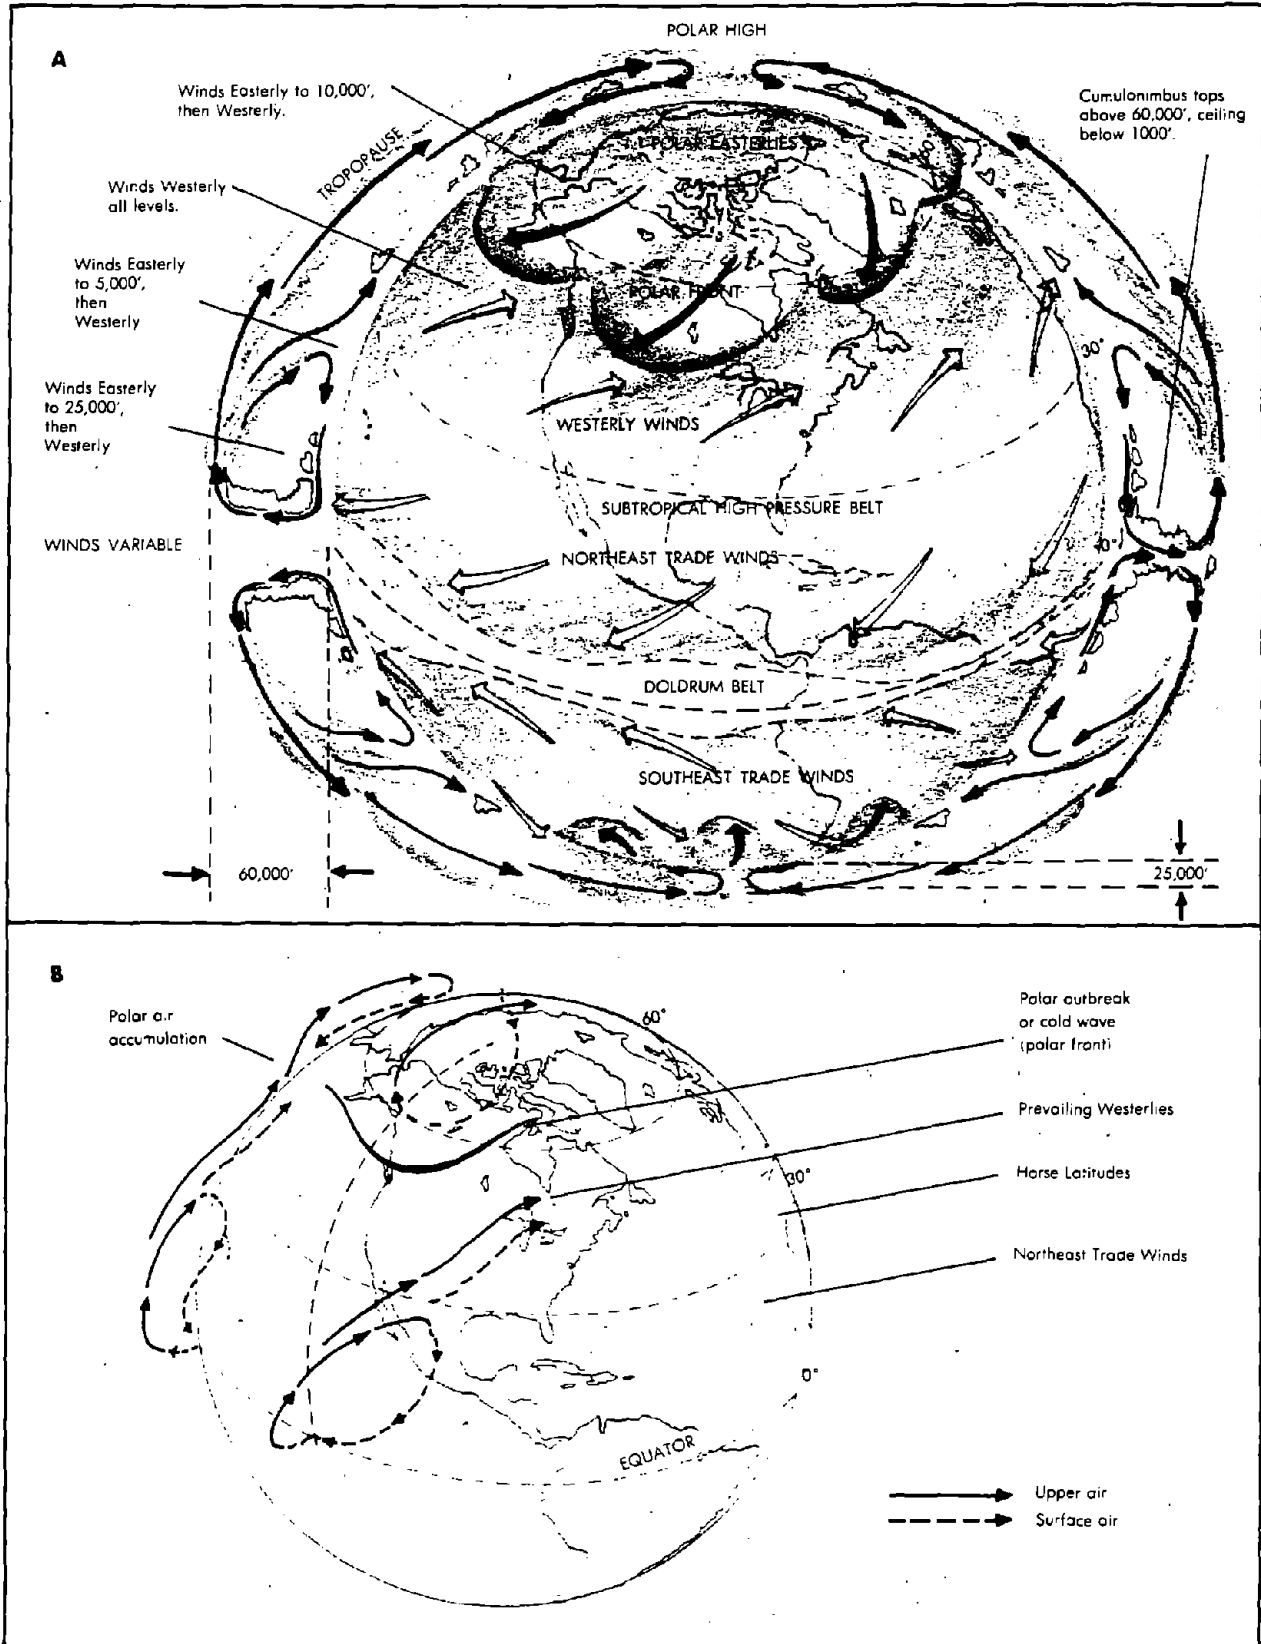 A
POLAR HIGH
Winds Easterly to 10,000',
then Westerly.
Cumulonimbus tops
above 60,000', ceiling
below 1000'.
TROPOPAUSE
POLAR EASTERLIES
Winds Westerly
all levels.
Winds Easterly
to 5,000',
then
Westerly
POLAR FRONT
60°
30°
Winds Easterly
to 25,000',
then
Westerly
WESTERLY WINDS
SUBTROPICAL HIGH PRESSURE BELT
WINDS VARIABLE
NORTHEAST TRADE WINDS
0°
DOLDRUM BELT
SOUTHEAST TRADE WINDS
60,000'
25,000'
B
Polar air
accumulation
60°
Polar outbreak
or cold wave
(polar front)
Prevailing Westerlies
30°
Horse Latitudes
Northeast Trade Winds
0°
EQUATOR
Upper air
Surface air